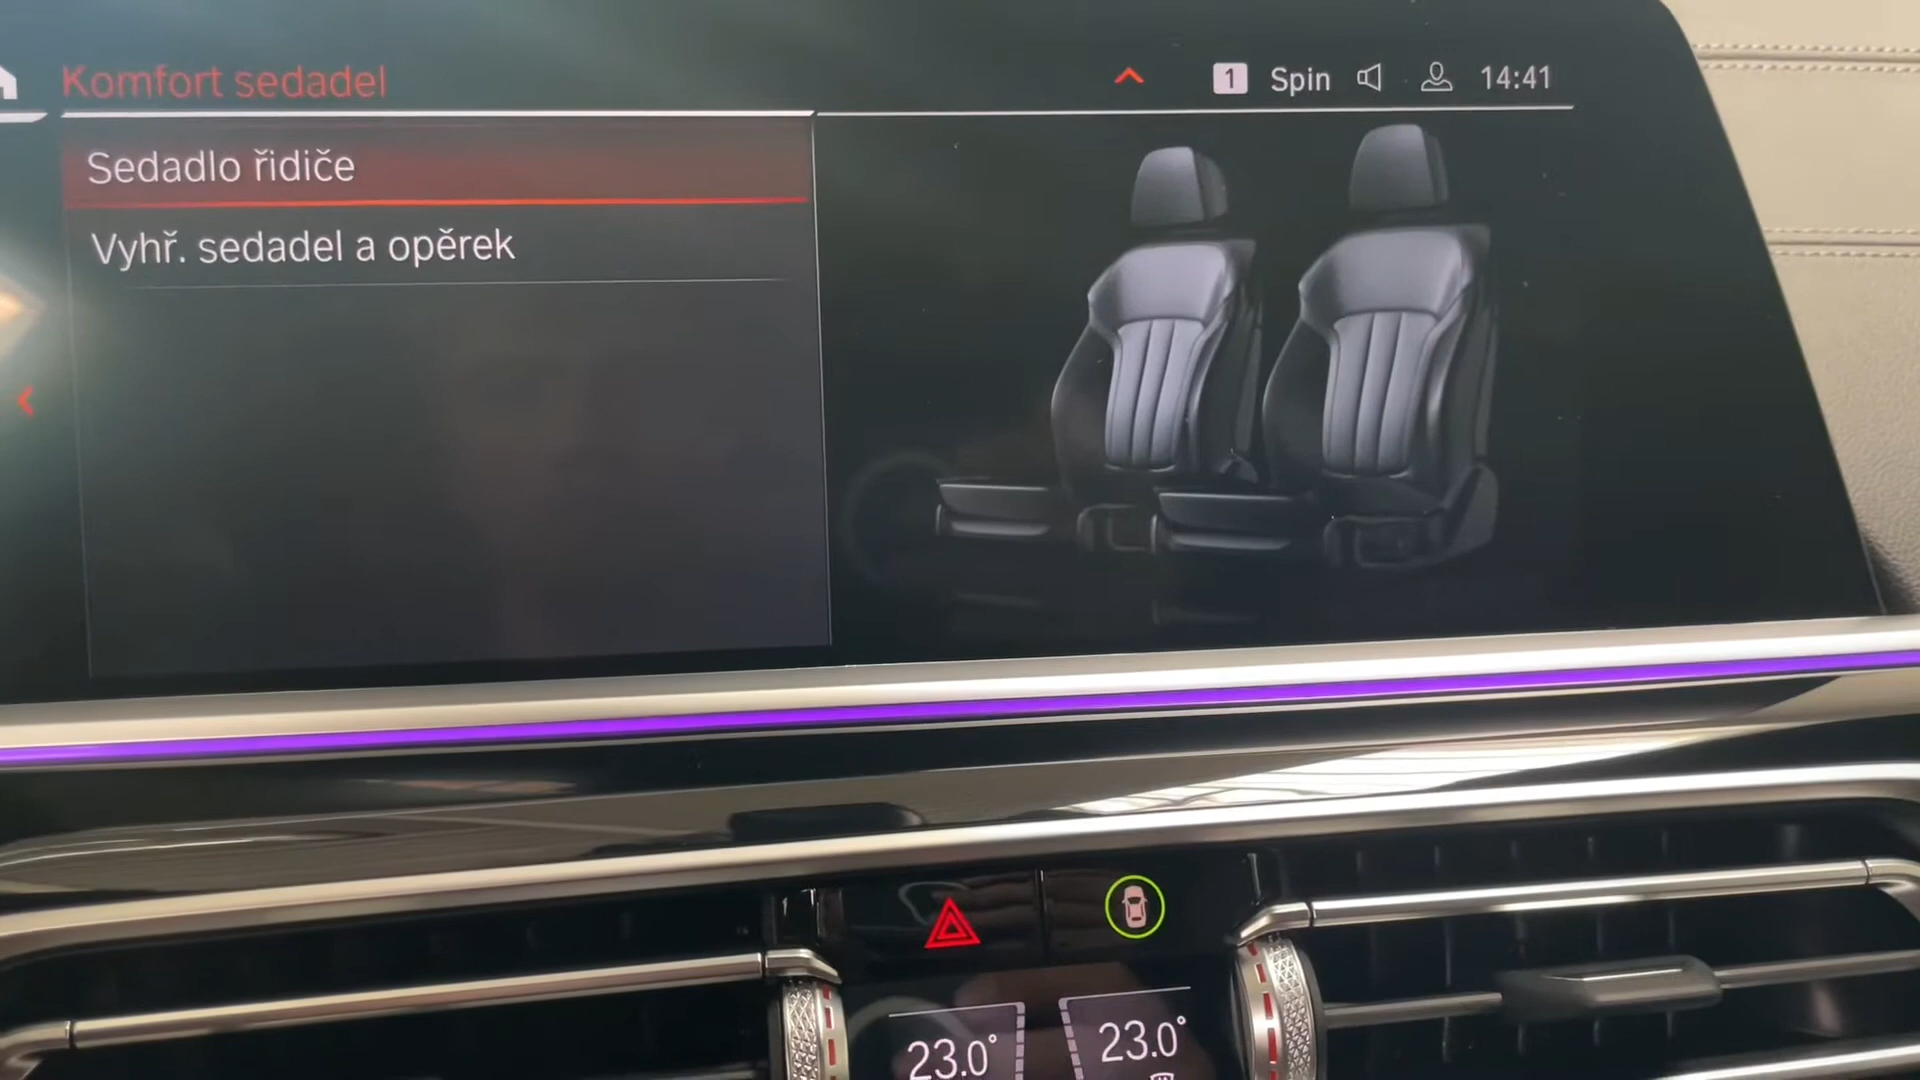 Komfort sedadel
1 Spin 14:41
Sedadlo řidiče
Vyhř. sedadel a opěrek
23.0°
23.0°